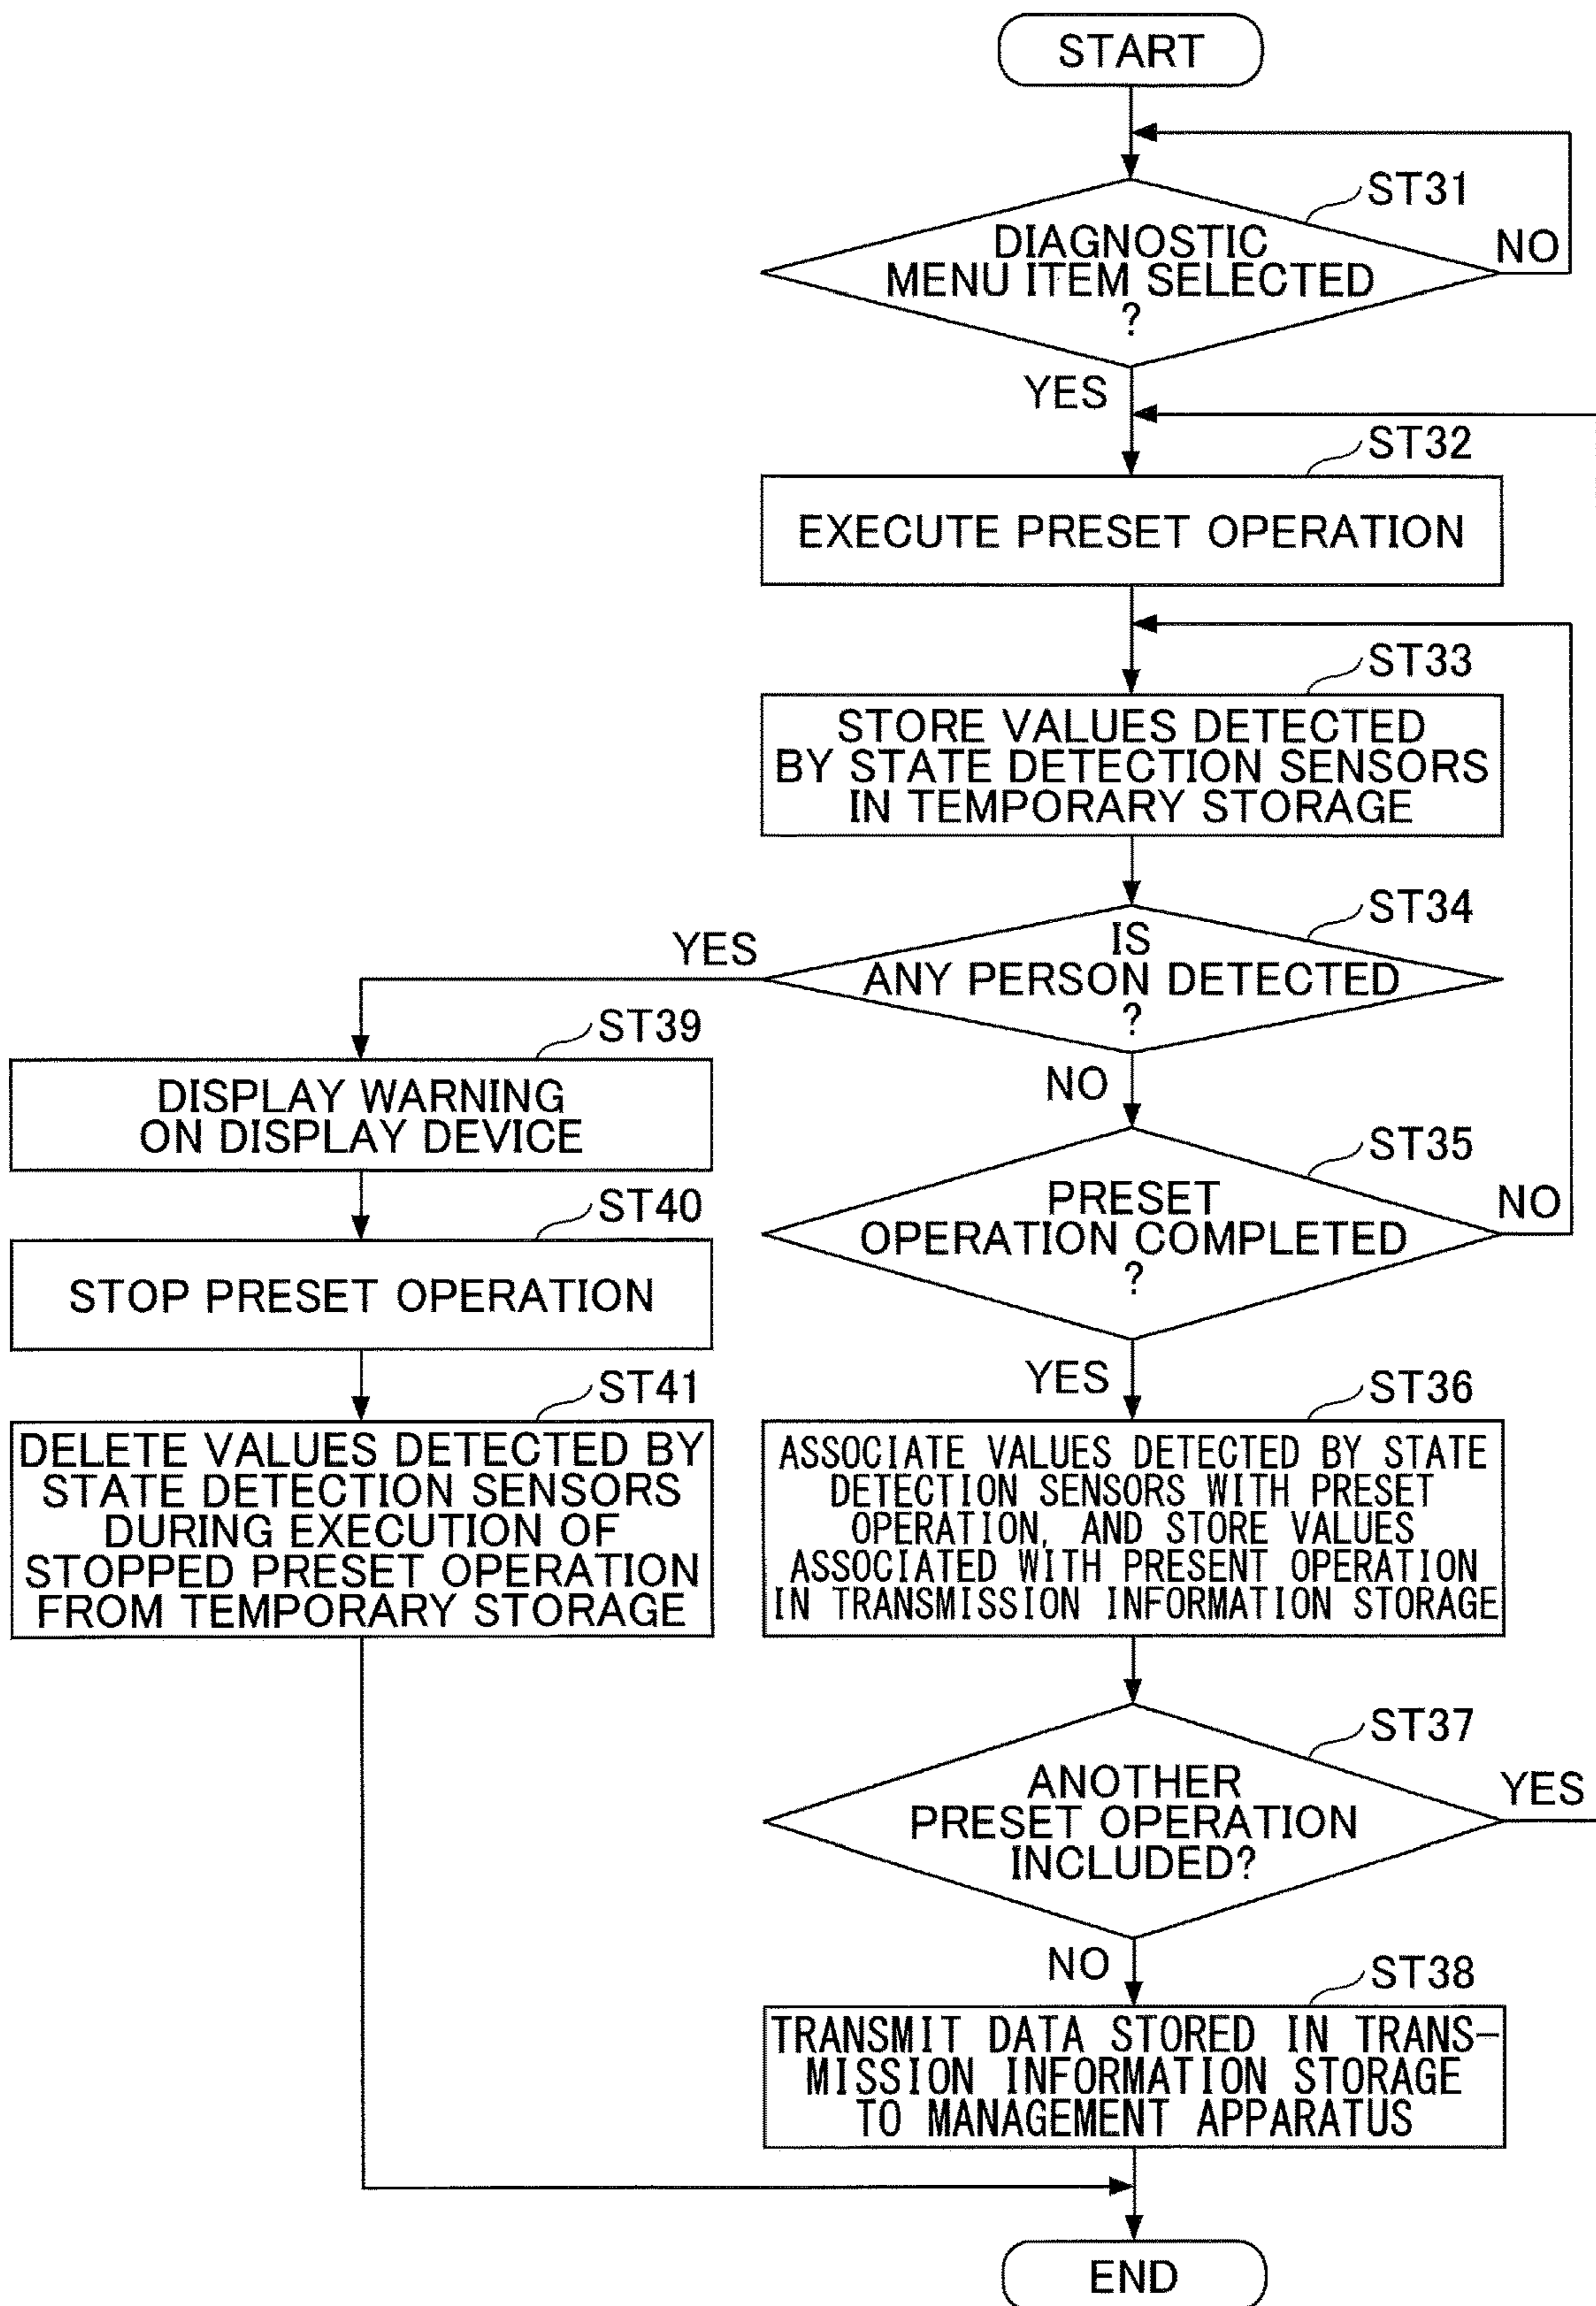 START
ST31
DIAGNOSTIC
MENU ITEM SELECTED
?
NO
YES
ST32
EXECUTE PRESET OPERATION
ST33
STORE VALUES DETECTED
BY STATE DETECTION SENSORS
IN TEMPORARY STORAGE
ST34
IS
ANY PERSON DETECTED
?
YES
NO
ST39
DISPLAY WARNING
ON DISPLAY DEVICE
ST40
STOP PRESET OPERATION
ST41
DELETE VALUES DETECTED BY
STATE DETECTION SENSORS
DURING EXECUTION OF
STOPPED PRESET OPERATION
FROM TEMPORARY STORAGE
ST35
PRESET
OPERATION COMPLETED
?
NO
YES
ST36
ASSOCIATE VALUES DETECTED BY STATE
DETECTION SENSORS WITH PRESET
OPERATION, AND STORE VALUES
ASSOCIATED WITH PRESENT OPERATION
IN TRANSMISSION INFORMATION STORAGE
ST37
ANOTHER
PRESET OPERATION
INCLUDED?
YES
NO
ST38
TRANSMIT DATA STORED IN TRANS-
MISSION INFORMATION STORAGE
TO MANAGEMENT APPARATUS
END